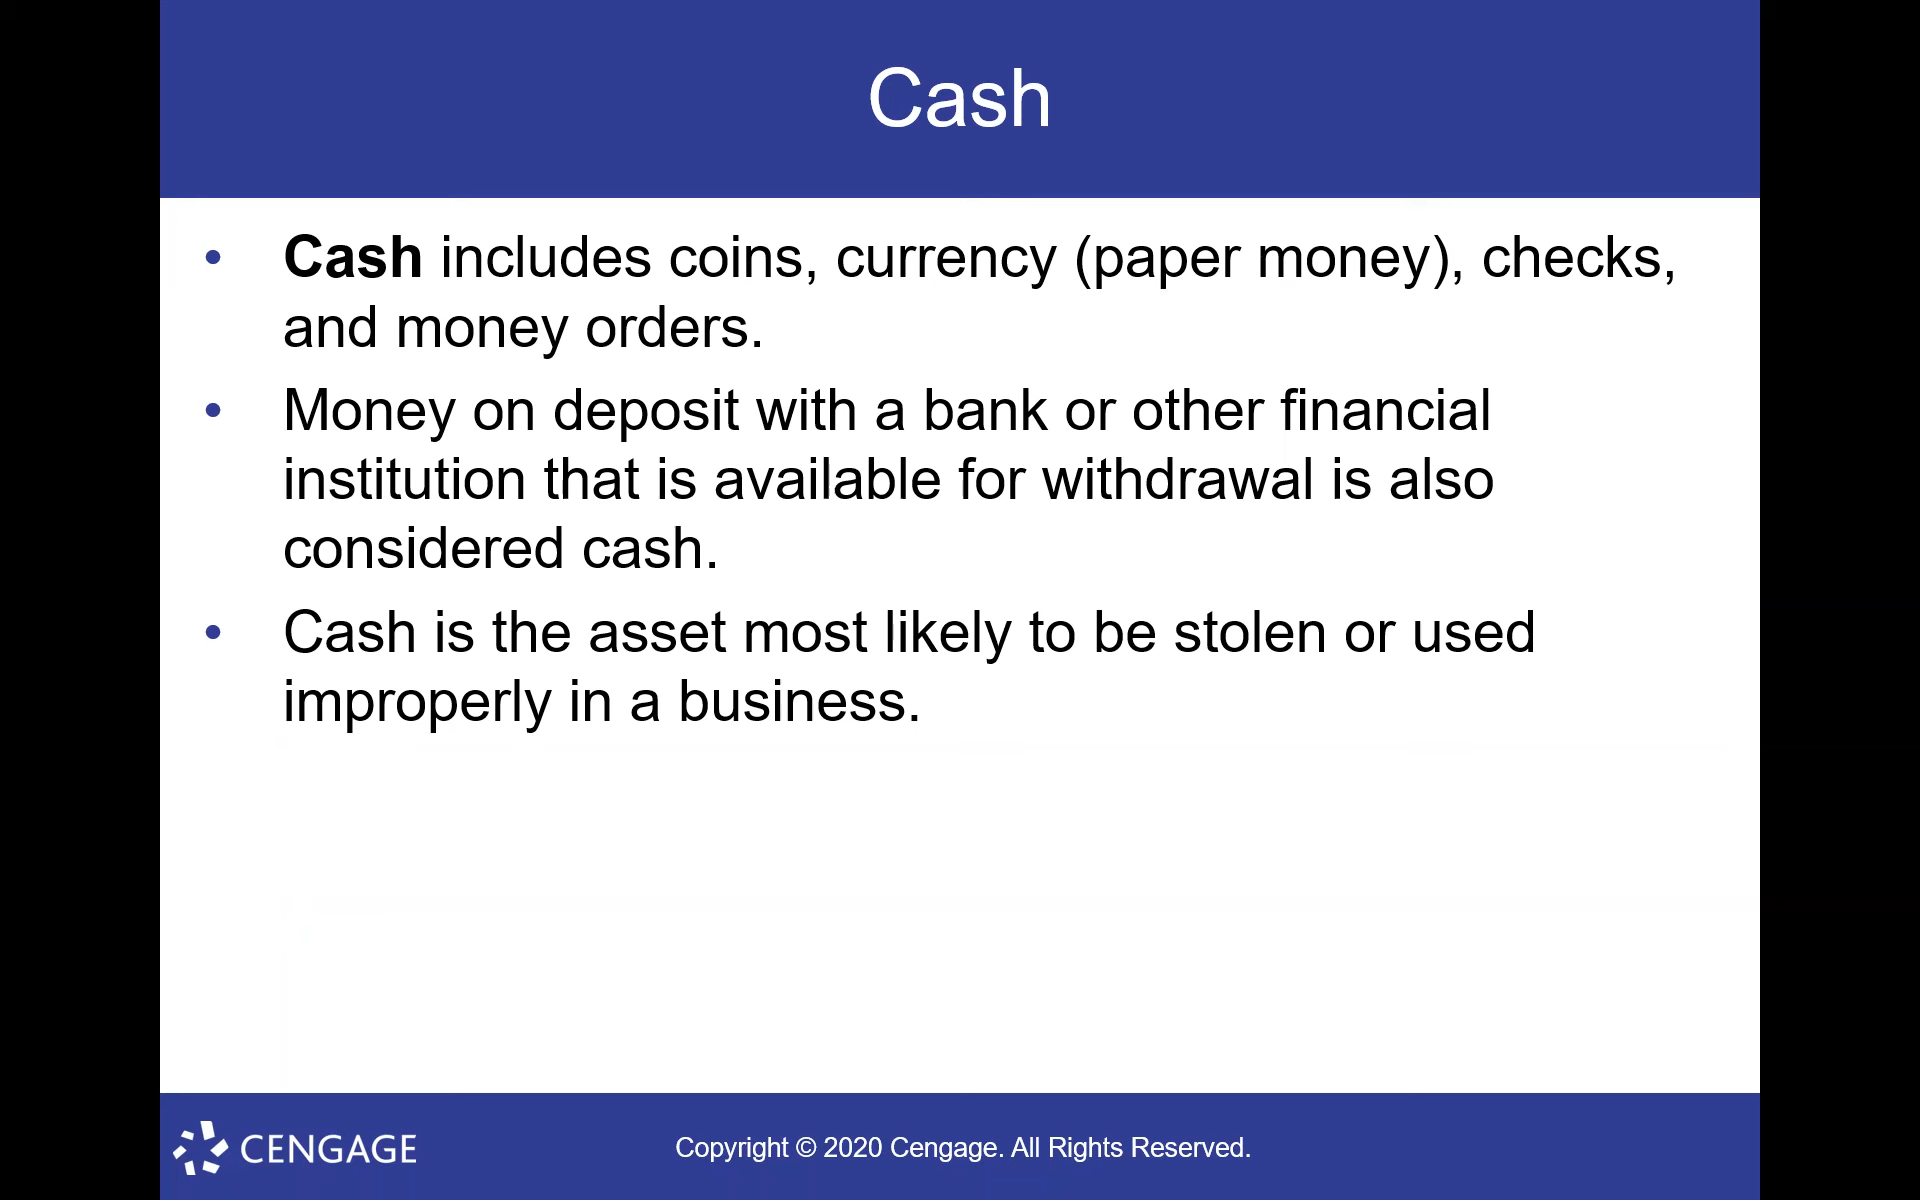 Cash
• Cash includes coins, currency (paper money), checks,
and money orders.
• Money on deposit with a bank or other financial
institution that is available for withdrawal is also
considered cash.
• Cash is the asset most likely to be stolen or used
improperly in a business.
CENGAGE
Copyright © 2020 Cengage. All Rights Reserved.